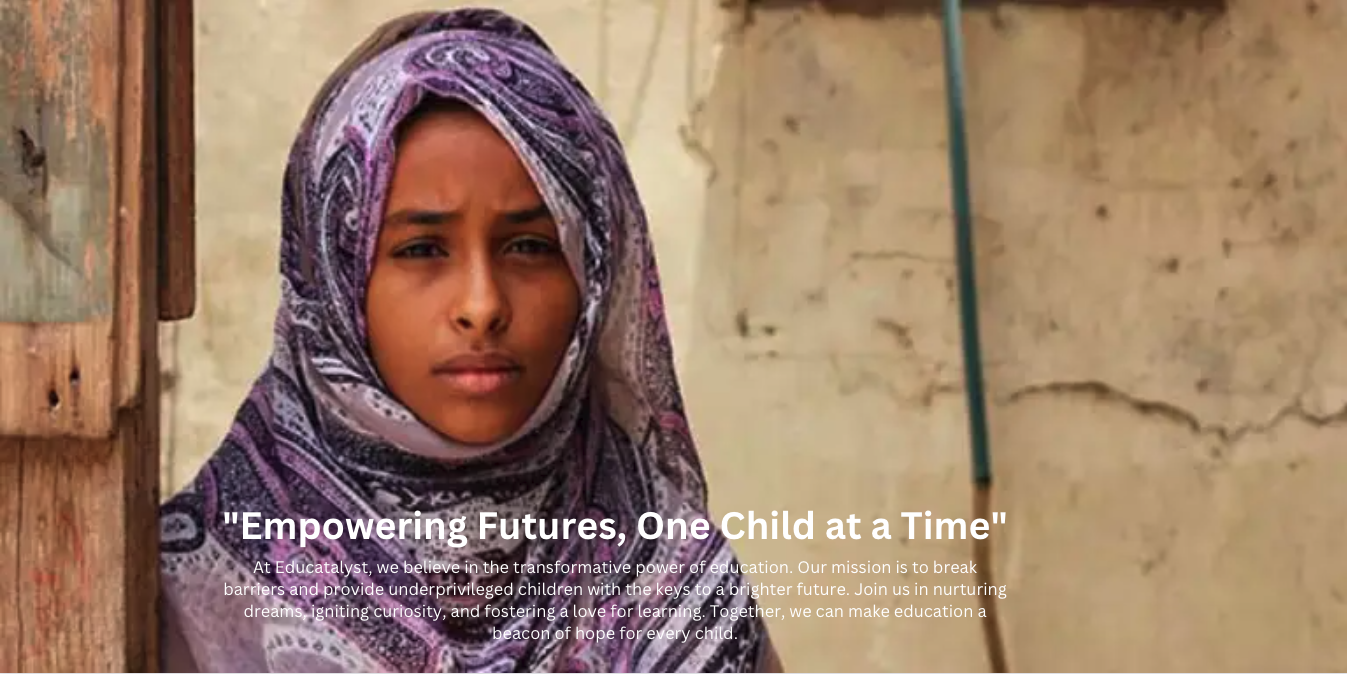 "Empowering Futures, One Child at a Time"
At Educatalyst, we believe in the transformative power of education. Our mission is to break
barriers and provide underprivileged children with the keys to a brighter future. Join us in nurturing
dreams, igniting curiosity, and fostering a love for learning. Together, we can make education a
beacon of hope for every child.